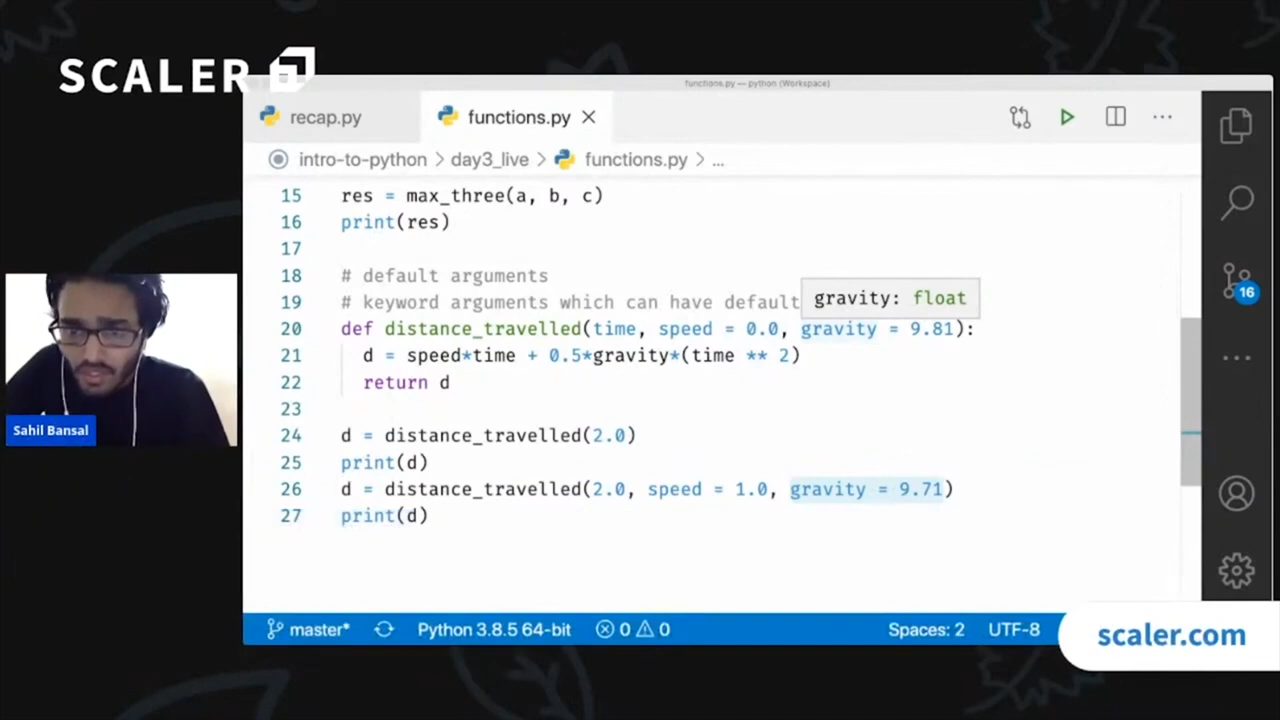 SCALER
functions.py — python (Workspace)
recap.py
functions.py
intro-to-python > day3_live > functions.py > ...
15 res = max_three(a, b, c)
16 print(res)
17
18 # default arguments
19 # keyword arguments which can have default
gravity: float
20 def distance_travelled(time, speed = 0.0, gravity = 9.81):
21 d = speed*time + 0.5*gravity*(time ** 2)
22 return d
23
24 d = distance_travelled(2.0)
25 print(d)
26 d = distance_travelled(2.0, speed = 1.0, gravity = 9.71)
27 print(d)
16
Sahil Bansal
master* Python 3.8.5 64-bit 0 0 Spaces: 2 UTF-8
scaler.com